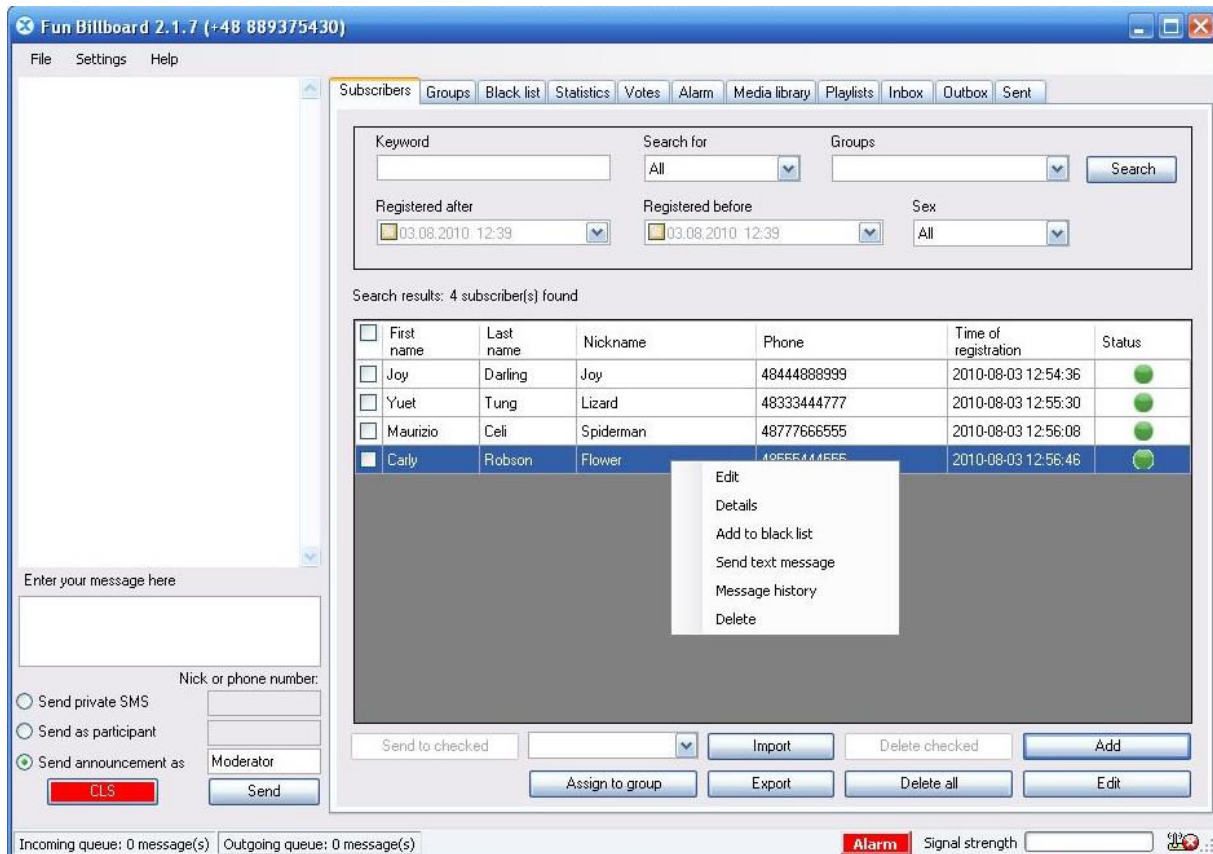 Fun Billboard 2.1.7 (+48 889375430)
File Settings Help
Subscribers Groups Black list Statistics Votes Alarm Media library Playlists Inbox Outbox Sent
Keyword Search for Groups
All Search
Registered after Registered before Sex
03.08.2010 12:39 03.08.2010 12:39 All
Search results: 4 subscriber(s) found
First name Last name Nickname Phone Time of registration Status
Joy Darling Joy 48444888999 2010-08-03 12:54:36
Yuet Tung Lizard 48333444777 2010-08-03 12:55:30
Maurizio Celi Spiderman 48777666555 2010-08-03 12:56:08
Carly Robson Flower 2010-08-03 12:56:46
Edit
Details
Add to black list
Send text message
Message history
Delete
Enter your message here
Nick or phone number:
Send private SMS
Send as participant
Send announcement as Moderator
CLS Send
Send to checked Import Delete checked Add
Assign to group Export Delete all Edit
Incoming queue: 0 message(s) Outgoing queue: 0 message(s) Alarm Signal strength